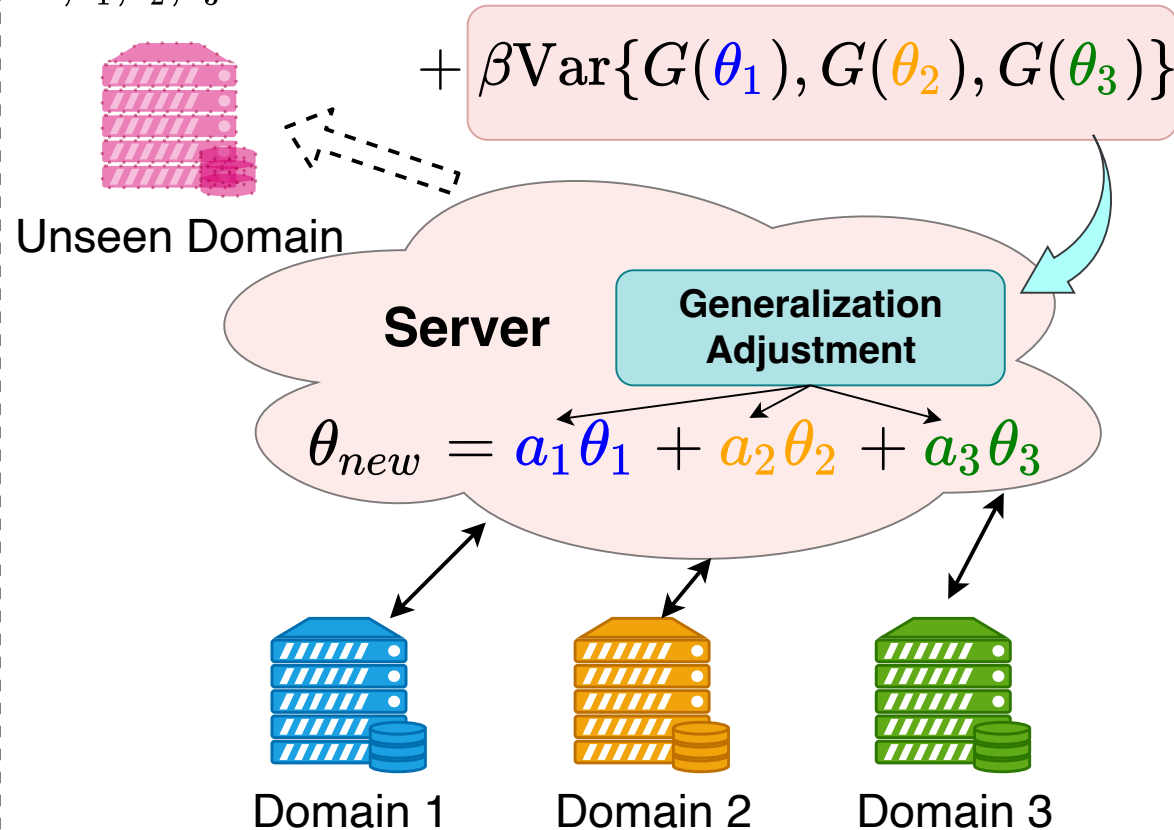 + βVar{G(θ₁), G(θ₂), G(θ₃)}
Unseen Domain
Server
Generalization
Adjustment
θₙₑw = a₁θ₁ + a₂θ₂ + a₃θ₃
Domain 1
Domain 2
Domain 3